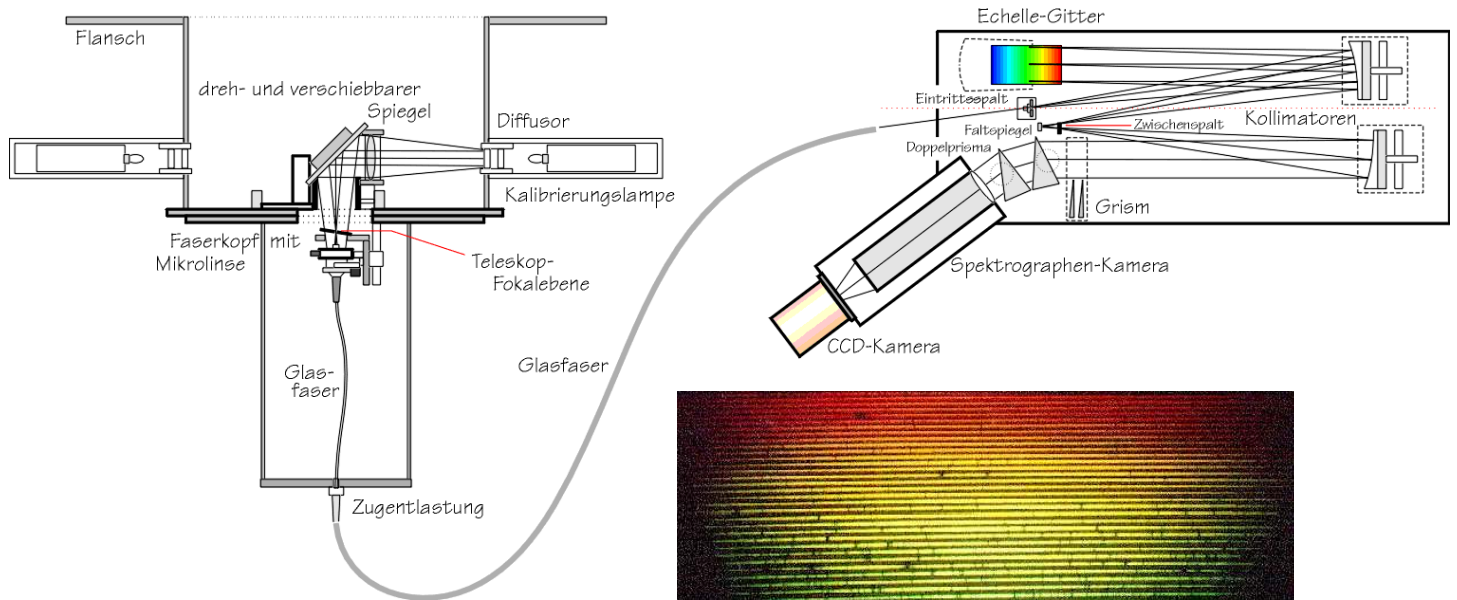 Flansch
dreh- und verschiebbarer
Spiegel
Diffusor
Kalibrierungslampe
Faserkopf mit
Mikrolinse
Teleskop-
Fokalebene
Glas-
faser
Zugentlastung
Glasfaser
Echelle-Gitter
Eintrittsspalt
Kollimatoren
Faltspiegel
Zwischenspalt
Doppelprisma
Grism
Spektrographen-Kamera
CCD-Kamera